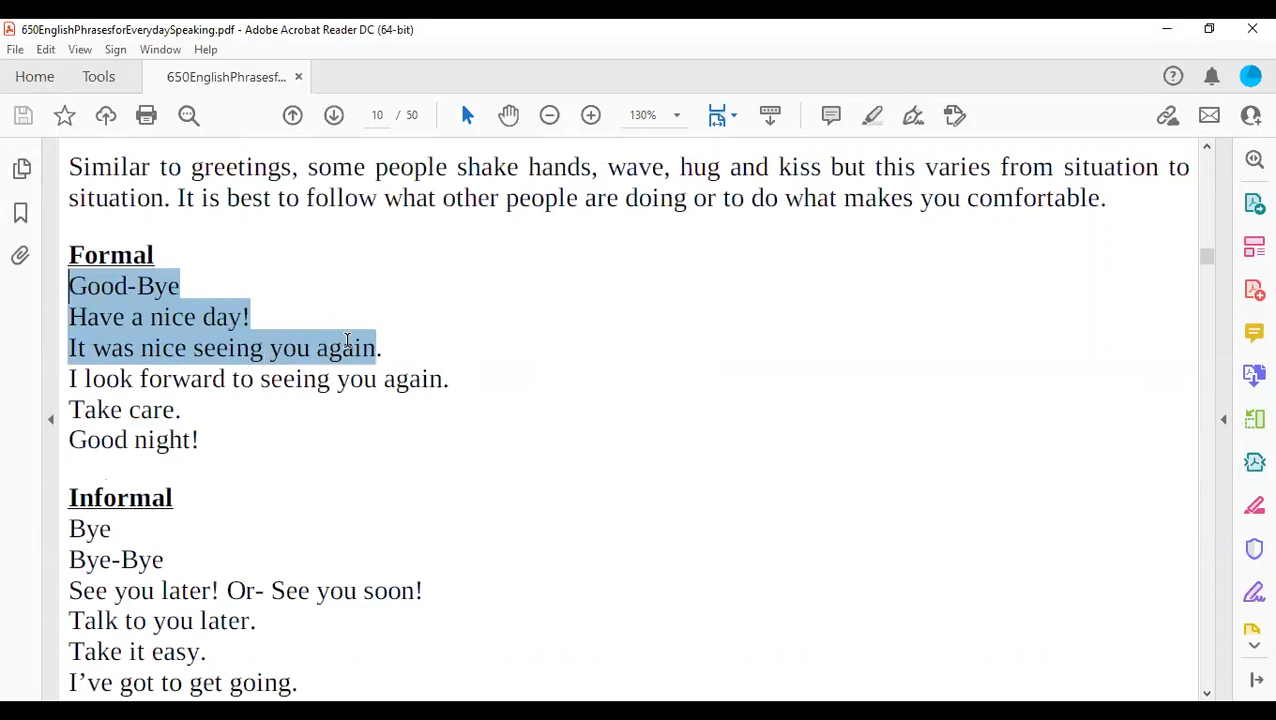 650EnglishPhrasesforEverydaySpeaking.pdf - Adobe Acrobat Reader DC (64-bit)
File Edit View Sign Window Help
Home Tools 650EnglishPhrasesf...
10 / 50 130%
Similar to greetings, some people shake hands, wave, hug and kiss but this varies from situation to
situation. It is best to follow what other people are doing or to do what makes you comfortable.
Formal
Good-Bye
Have a nice day!
It was nice seeing you again.
I look forward to seeing you again.
Take care.
Good night!
Informal
Bye
Bye-Bye
See you later! Or- See you soon!
Talk to you later.
Take it easy.
I’ve got to get going.